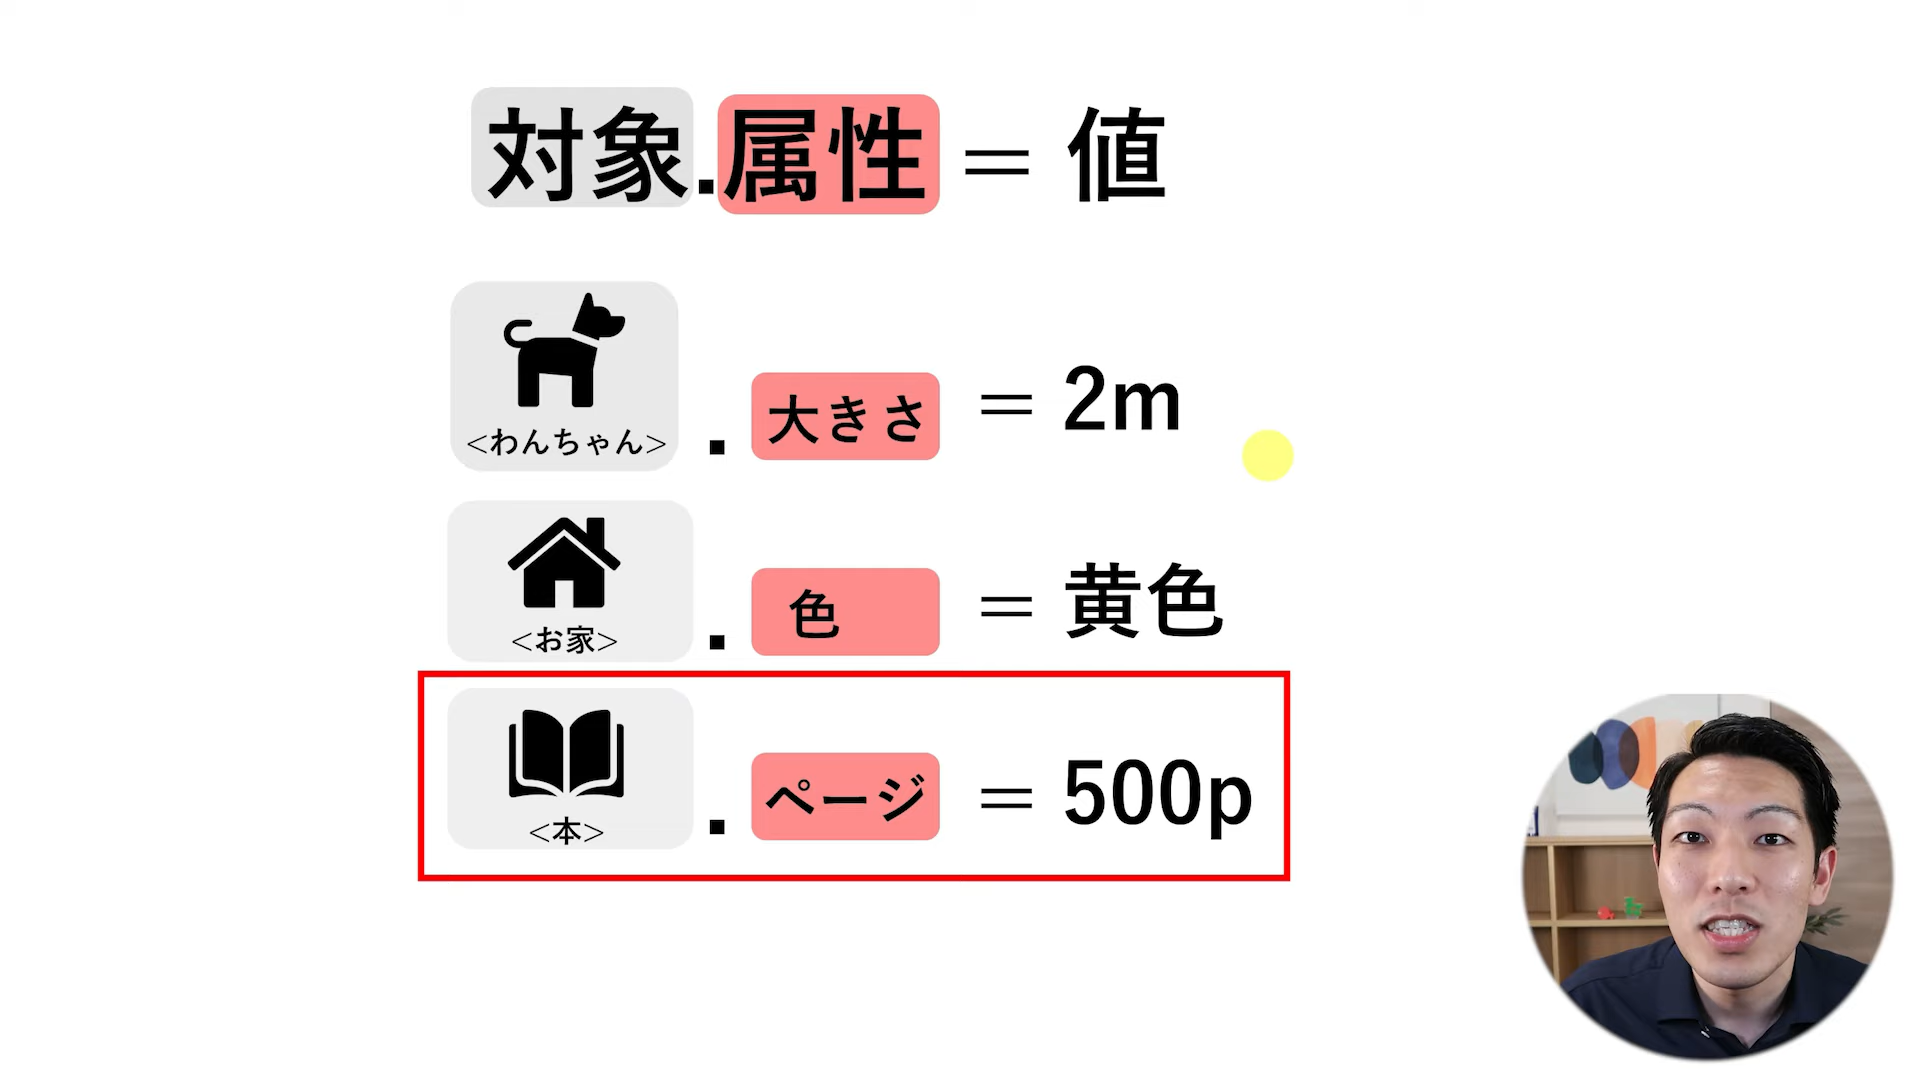 対象.属性 = 値
<わんちゃん> . 大きさ = 2m
<お家> . 色 = 黄色
<本> . ページ = 500p